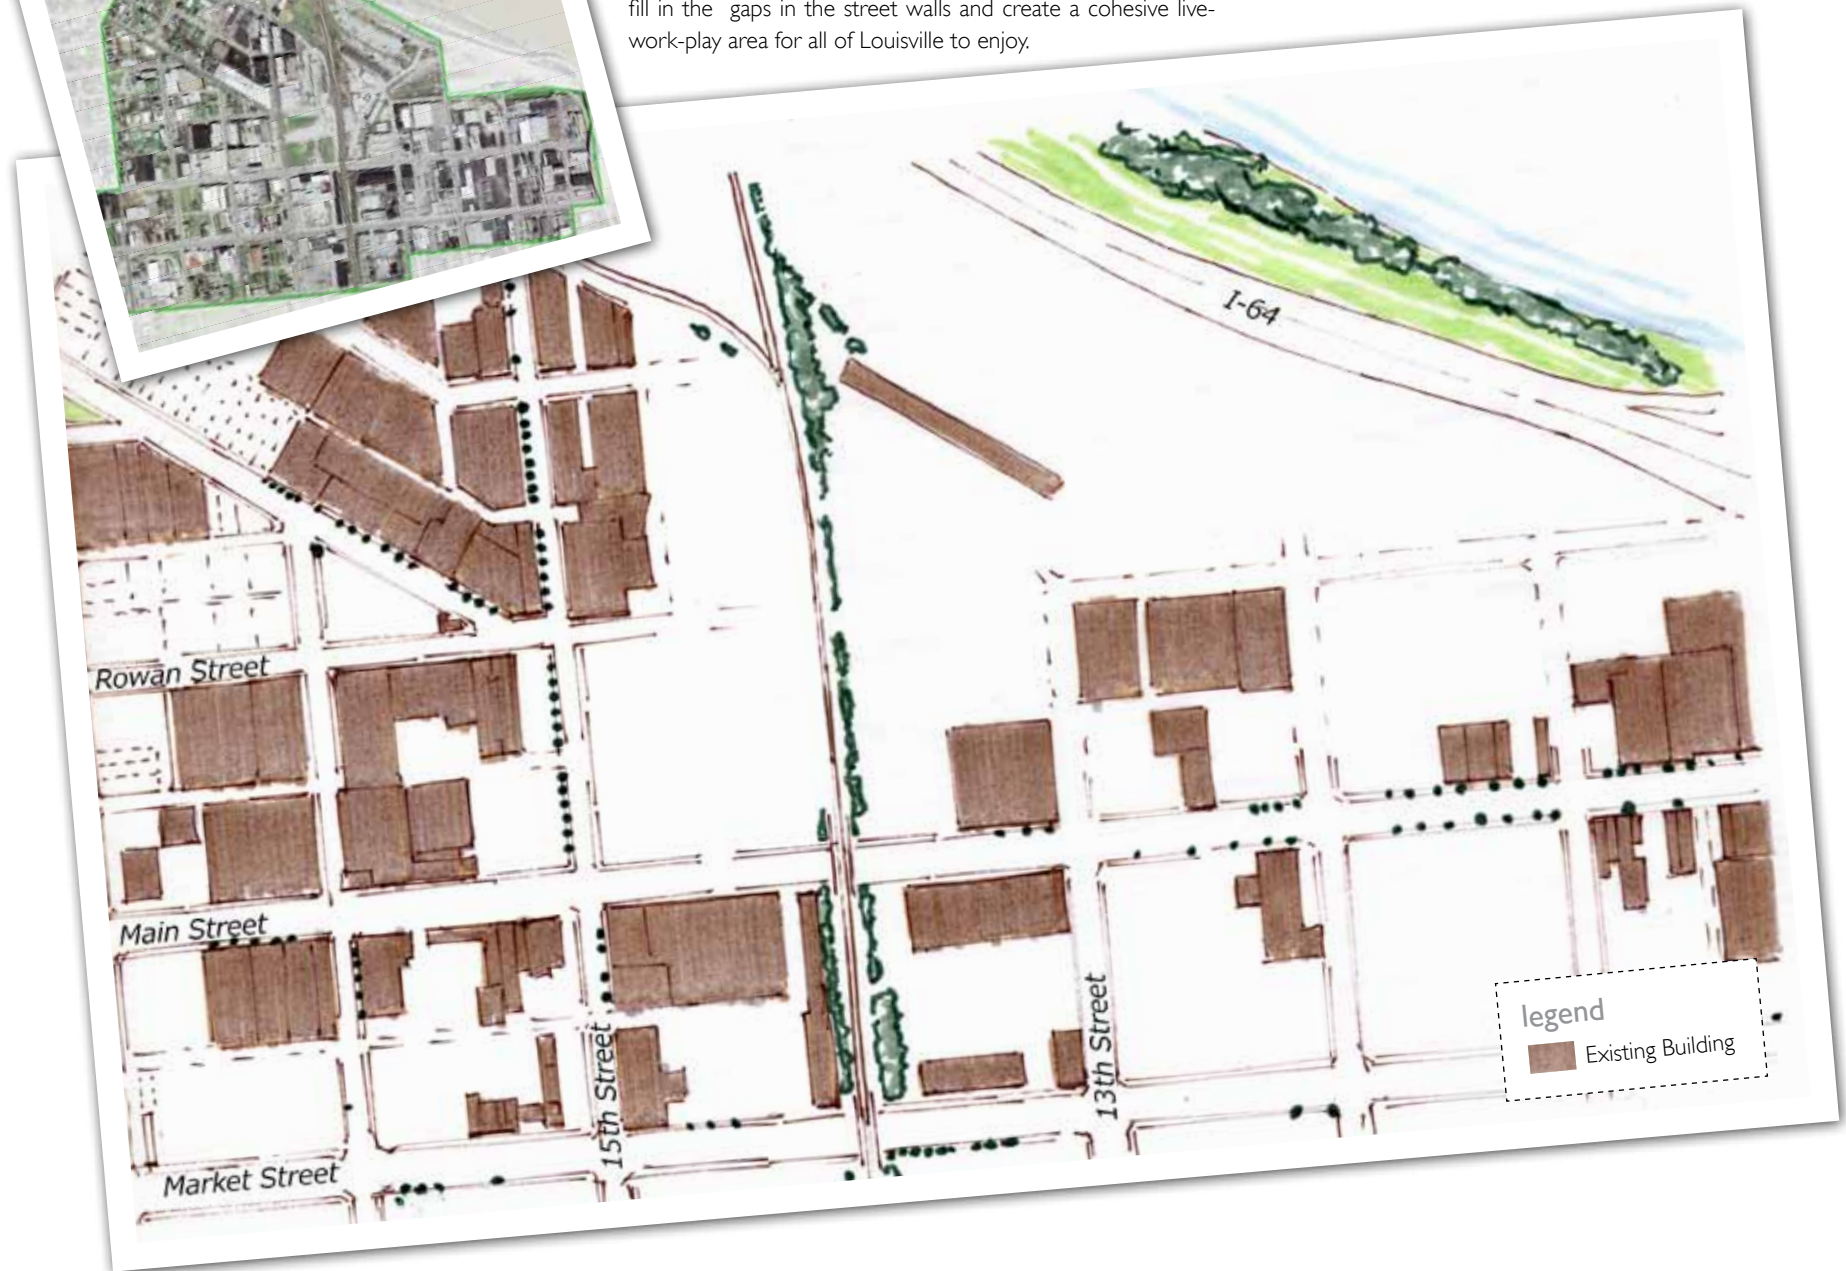 fill in the gaps in the street walls and create a cohesive live-
work-play area for all of Louisville to enjoy.
I-64
Rowan Street
Main Street
15th Street
13th Street
Market Street
legend
Existing Building